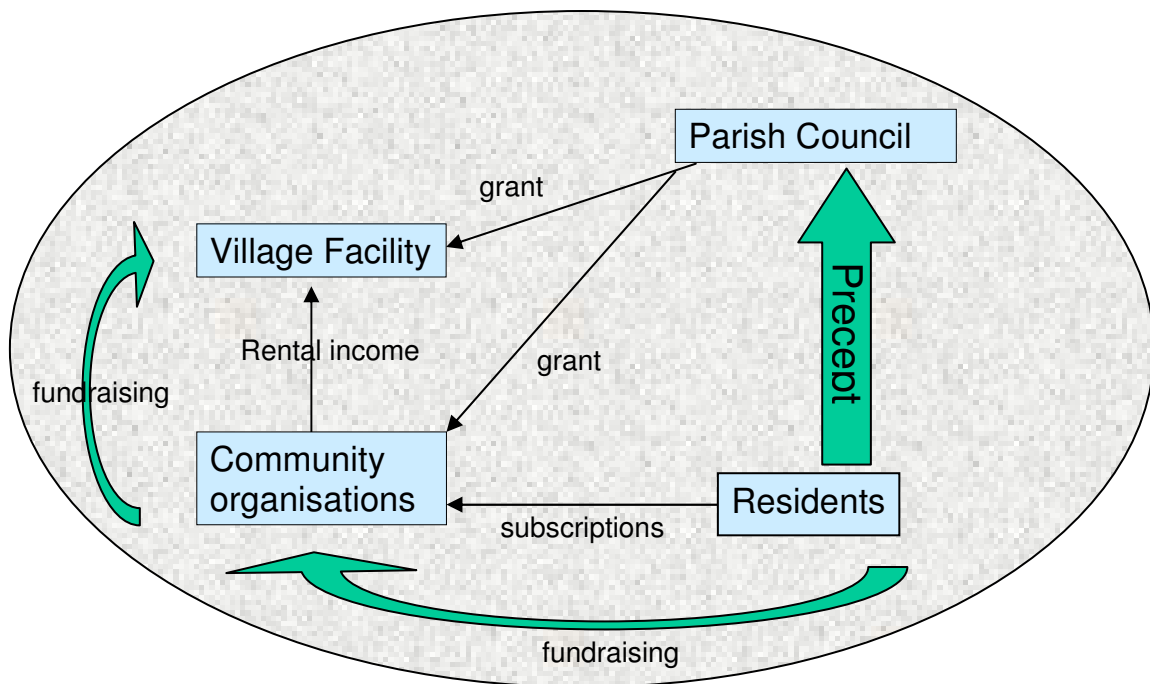 Parish Council
grant
Village Facility
Precept
Rental income
grant
fundraising
Community
organisations
Residents
subscriptions
fundraising